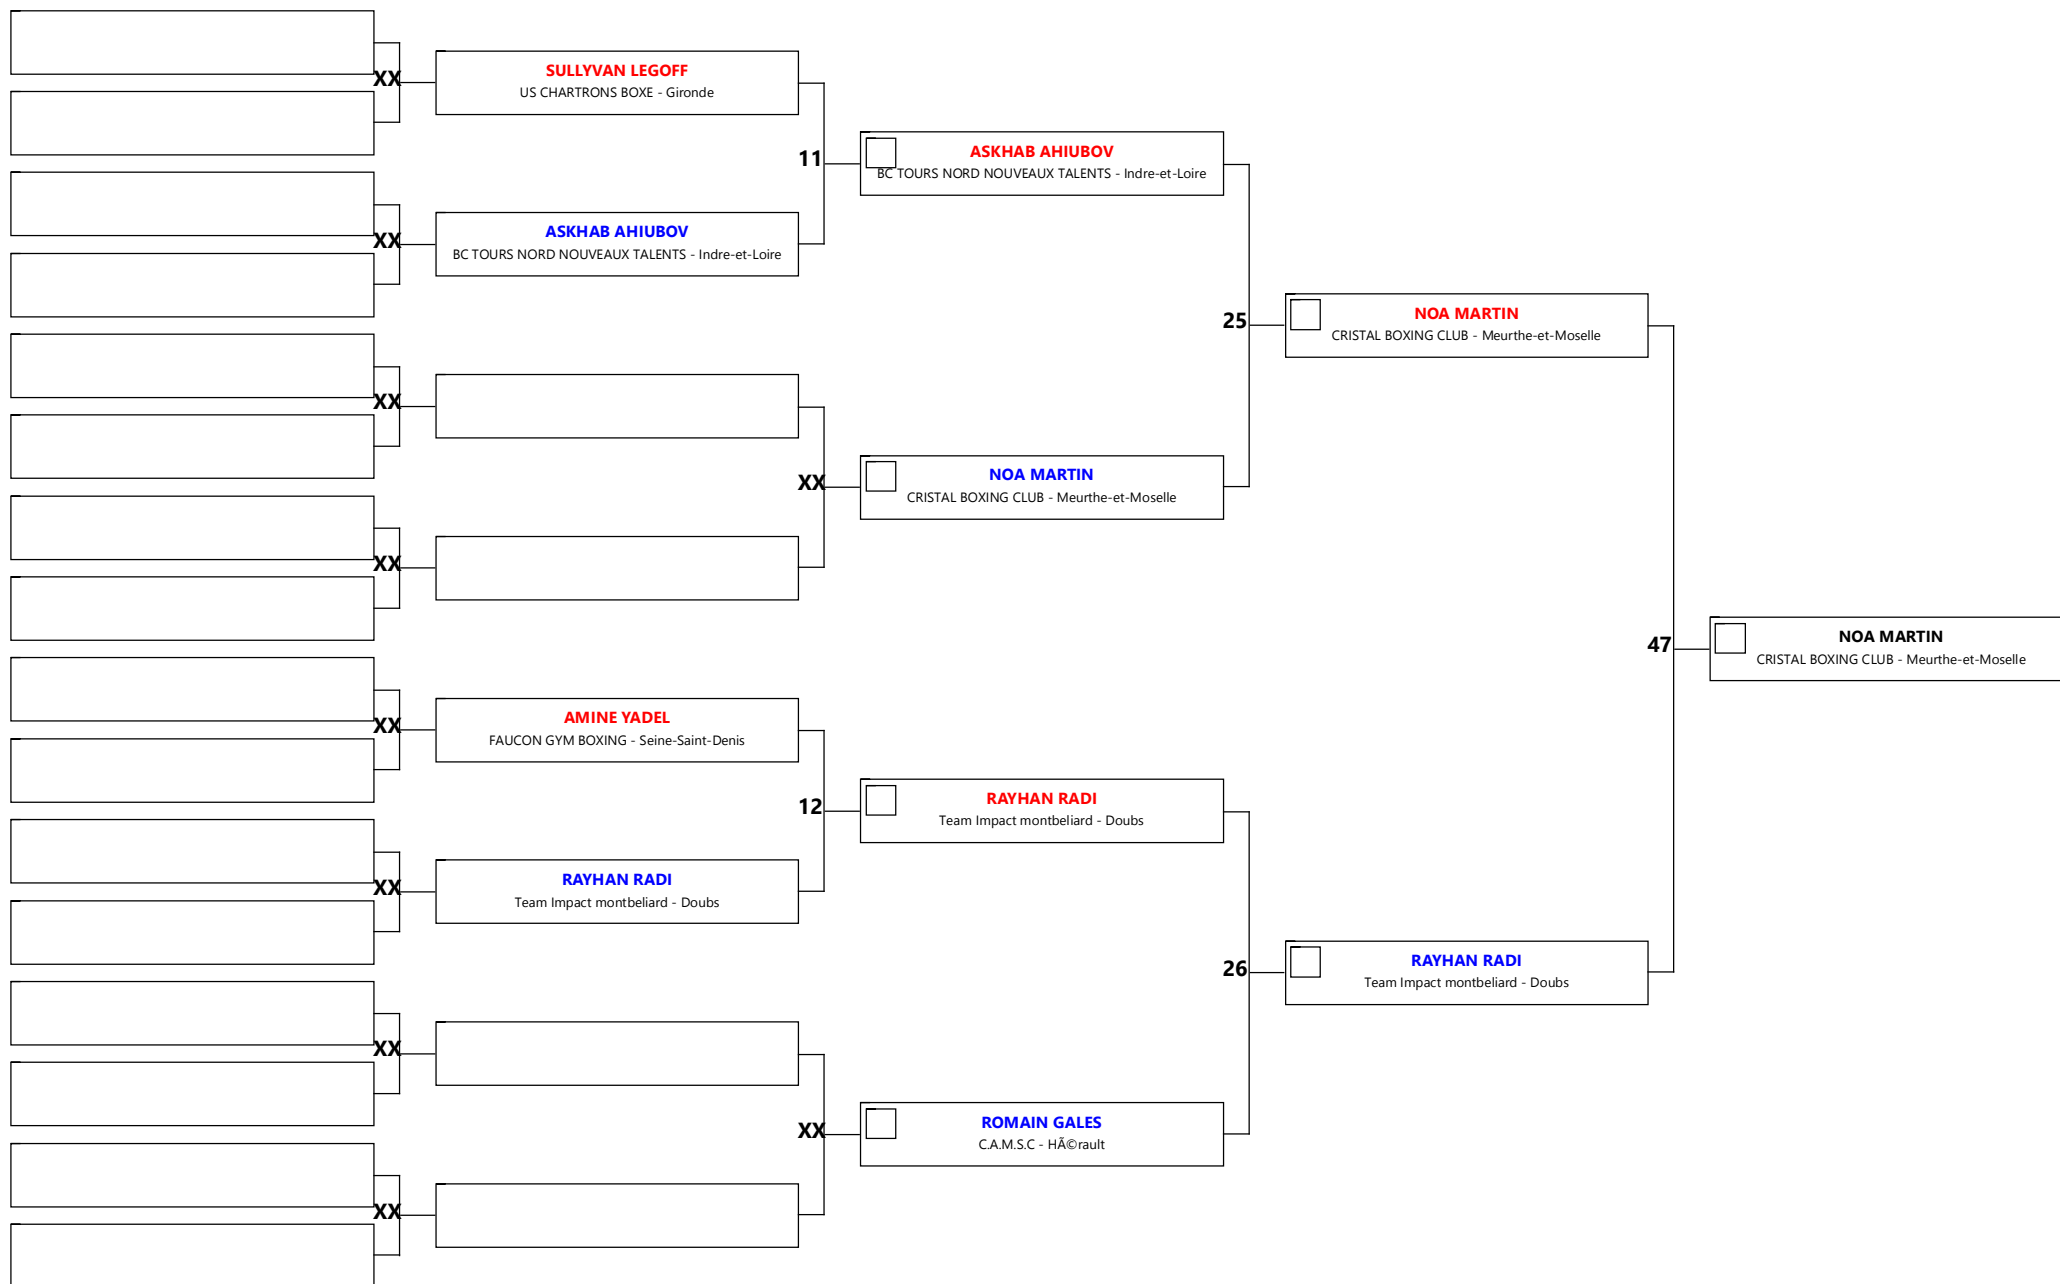 XX
XX
XX
XX
XX
XX
XX
XX
SULLYVAN LEGOFF
US CHARTRONS BOXE - Gironde
11
ASKHAB AHIUBOV
BC TOURS NORD NOUVEAUX TALENTS - Indre-et-Loire
XX
AMINE YADEL
FAUCON GYM BOXING - Seine-Saint-Denis
12
RAYHAN RADI
Team Impact montbeliard - Doubs
XX
ASKHAB AHIUBOV
BC TOURS NORD NOUVEAUX TALENTS - Indre-et-Loire
25
NOA MARTIN
CRISTAL BOXING CLUB - Meurthe-et-Moselle
RAYHAN RADI
Team Impact montbeliard - Doubs
26
ROMAIN GALES
C.A.M.S.C - HÃ©rault
NOA MARTIN
CRISTAL BOXING CLUB - Meurthe-et-Moselle
47
RAYHAN RADI
Team Impact montbeliard - Doubs
NOA MARTIN
CRISTAL BOXING CLUB - Meurthe-et-Moselle